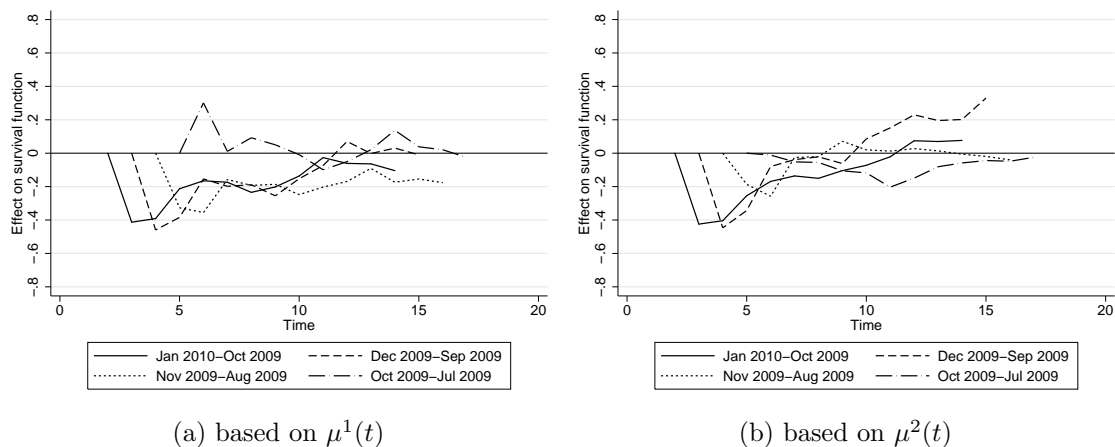 Effect on survival function
.8
.6
.4
.2
0
-.2
-.4
-.6
-.8
0 5 10 15 20
Time
Jan 2010–Oct 2009 Dec 2009–Sep 2009
Nov 2009–Aug 2009 Oct 2009–Jul 2009
(a) based on μ¹(t)
Effect on survival function
.8
.6
.4
.2
0
-.2
-.4
-.6
-.8
0 5 10 15 20
Time
Jan 2010–Oct 2009 Dec 2009–Sep 2009
Nov 2009–Aug 2009 Oct 2009–Jul 2009
(b) based on μ²(t)